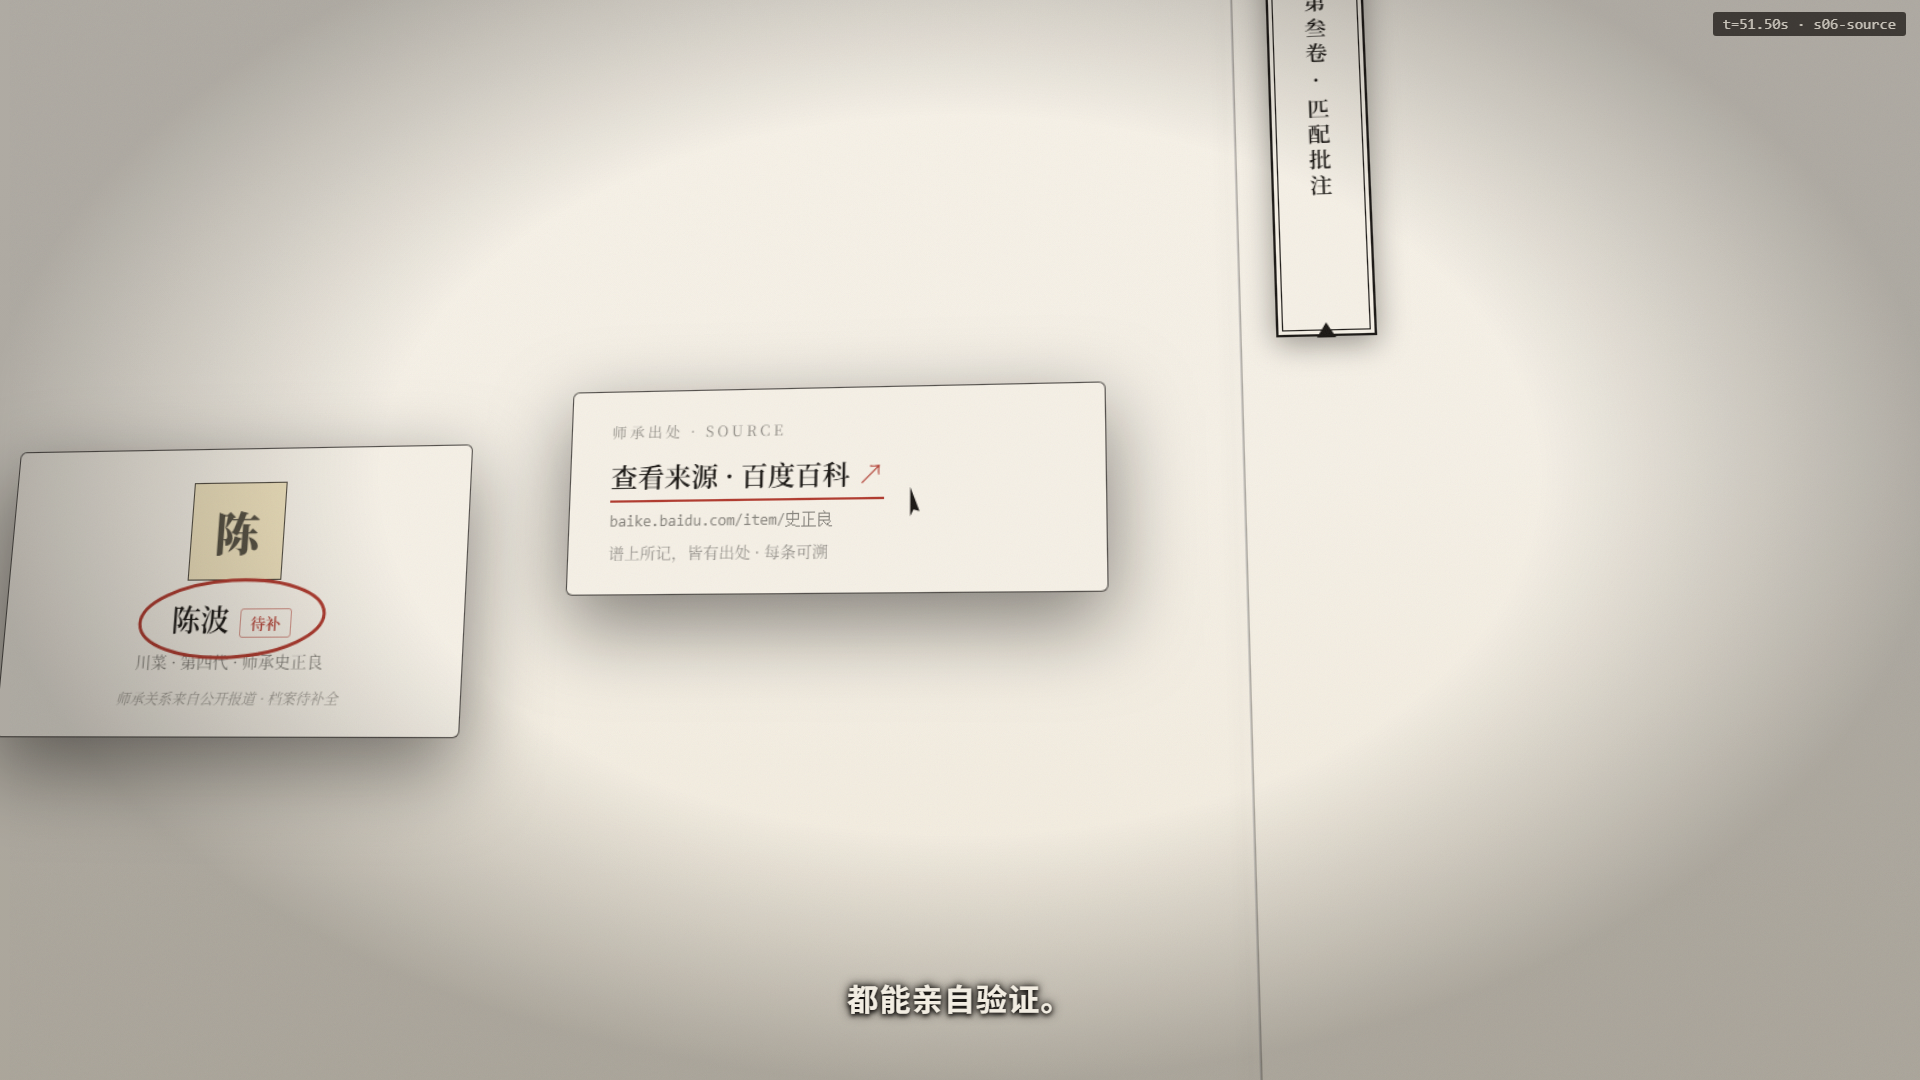 t=51.50s · s06-source
第叁卷·匹配批注
师承出处 · SOURCE
查看来源 · 百度百科 ↗
baike.baidu.com/item/史正良
谱上所记，皆有出处 · 每条可溯
陈
陈波 待补
川菜 · 第四代 · 师承史正良
师承关系来自公开报道 · 档案待补全
都能亲自验证。